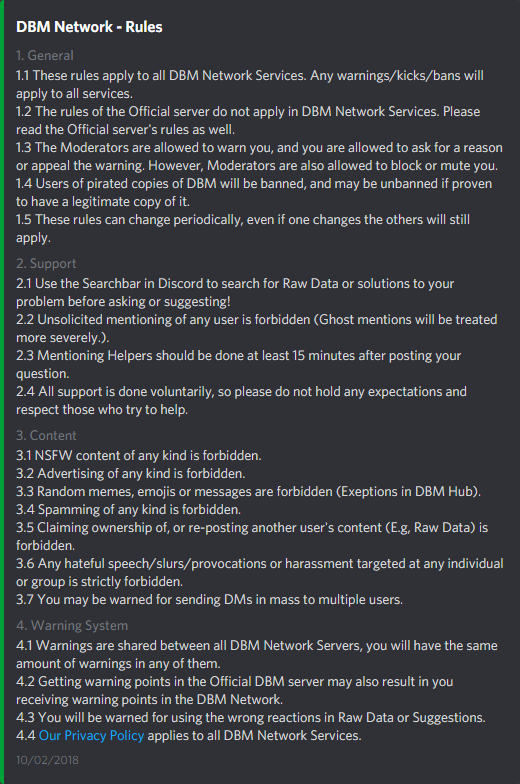 DBM Network - Rules
1. General
1.1 These rules apply to all DBM Network Services. Any warnings/kicks/bans will
apply to all services.
1.2 The rules of the Official server do not apply in DBM Network Services. Please
read the Official server's rules as well.
1.3 The Moderators are allowed to warn you, and you are allowed to ask for a reason
or appeal the warning. However, Moderators are also allowed to block or mute you.
1.4 Users of pirated copies of DBM will be banned, and may be unbanned if proven
to have a legitimate copy of it.
1.5 These rules can change periodically, even if one changes the others will still
apply.
2. Support
2.1 Use the Searchbar in Discord to search for Raw Data or solutions to your
problem before asking or suggesting!
2.2 Unsolicited mentioning of any user is forbidden (Ghost mentions will be treated
more severely.).
2.3 Mentioning Helpers should be done at least 15 minutes after posting your
question.
2.4 All support is done voluntarily, so please do not hold any expectations and
respect those who try to help.
3. Content
3.1 NSFW content of any kind is forbidden.
3.2 Advertising of any kind is forbidden.
3.3 Random memes, emojis or messages are forbidden (Exeptions in DBM Hub).
3.4 Spamming of any kind is forbidden.
3.5 Claiming ownership of, or re-posting another user's content (E.g, Raw Data) is
forbidden.
3.6 Any hateful speech/slurs/provocations or harassment targeted at any individual
or group is strictly forbidden.
3.7 You may be warned for sending DMs in mass to multiple users.
4. Warning System
4.1 Warnings are shared between all DBM Network Servers, you will have the same
amount of warnings in any of them.
4.2 Getting warning points in the Official DBM server may also result in you
receiving warning points in the DBM Network.
4.3 You will be warned for using the wrong reactions in Raw Data or Suggestions.
4.4 Our Privacy Policy applies to all DBM Network Services.
10/02/2018